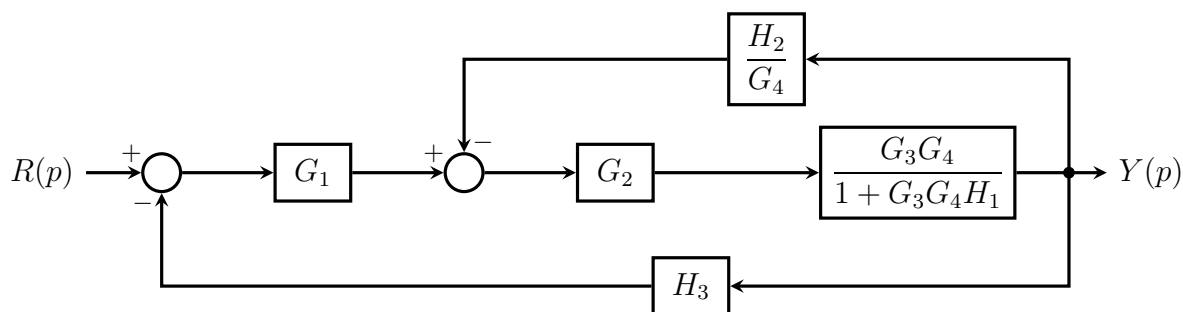 H₂
G₄
R(p) + − G₁ + − G₂ G₃G₄ Y(p)
1 + G₃G₄H₁
H₃